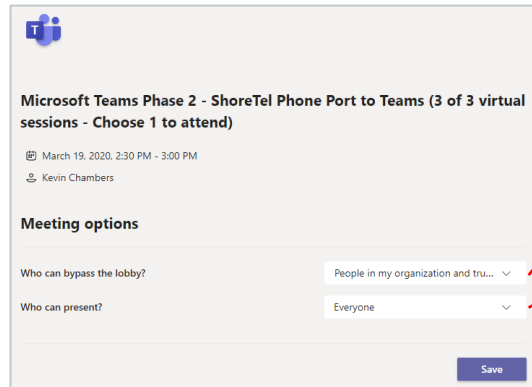 T
Microsoft Teams Phase 2 - ShoreTel Phone Port to Teams (3 of 3 virtual
sessions - Choose 1 to attend)
March 19, 2020, 2:30 PM - 3:00 PM
Kevin Chambers
Meeting options
Who can bypass the lobby? People in my organization and tru...
Who can present? Everyone
Save